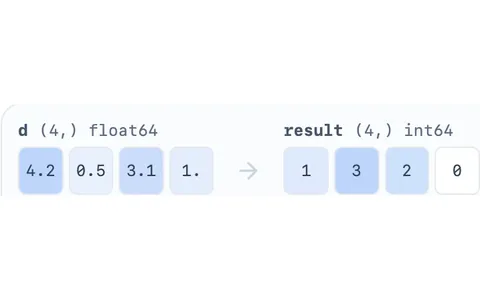 d (4,) float64 result (4,) int64
4.2 0.5 3.1 1. → 1 3 2 0